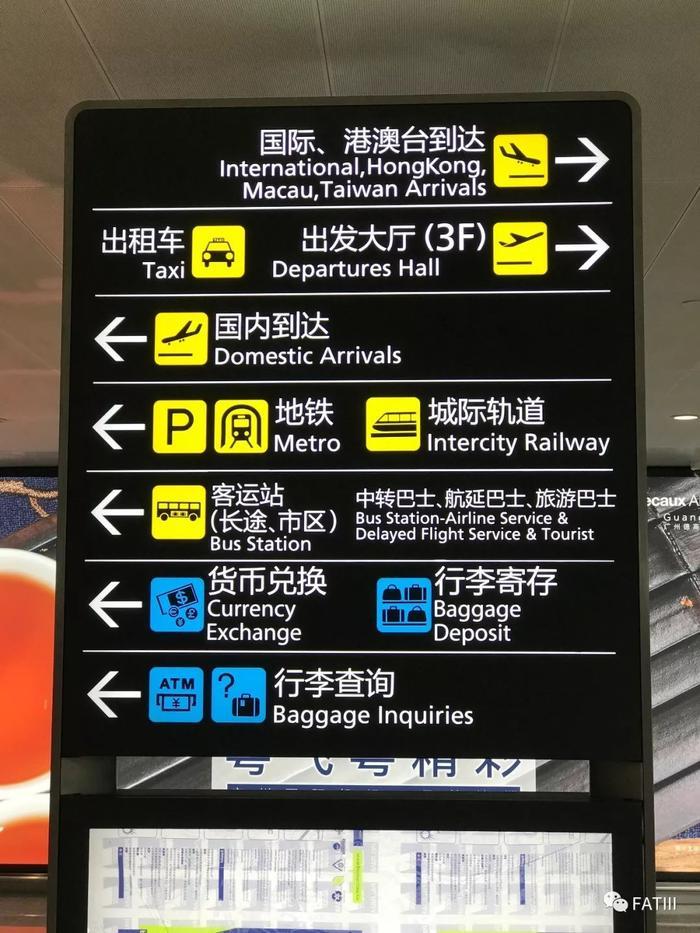 国际、港澳台到达
International,HongKong,
Macau,Taiwan Arrivals
出租车
Taxi
出发大厅 (3F)
Departures Hall
国内到达
Domestic Arrivals
P
地铁
Metro
城际轨道
Intercity Railway
客运站
(长途、市区)
Bus Station
中转巴士、航延巴士、旅游巴士
Bus Station-Airline Service &
Delayed Flight Service & Tourist
货币兑换
Currency
Exchange
行李寄存
Baggage
Deposit
ATM
行李查询
Baggage Inquiries
FATIII